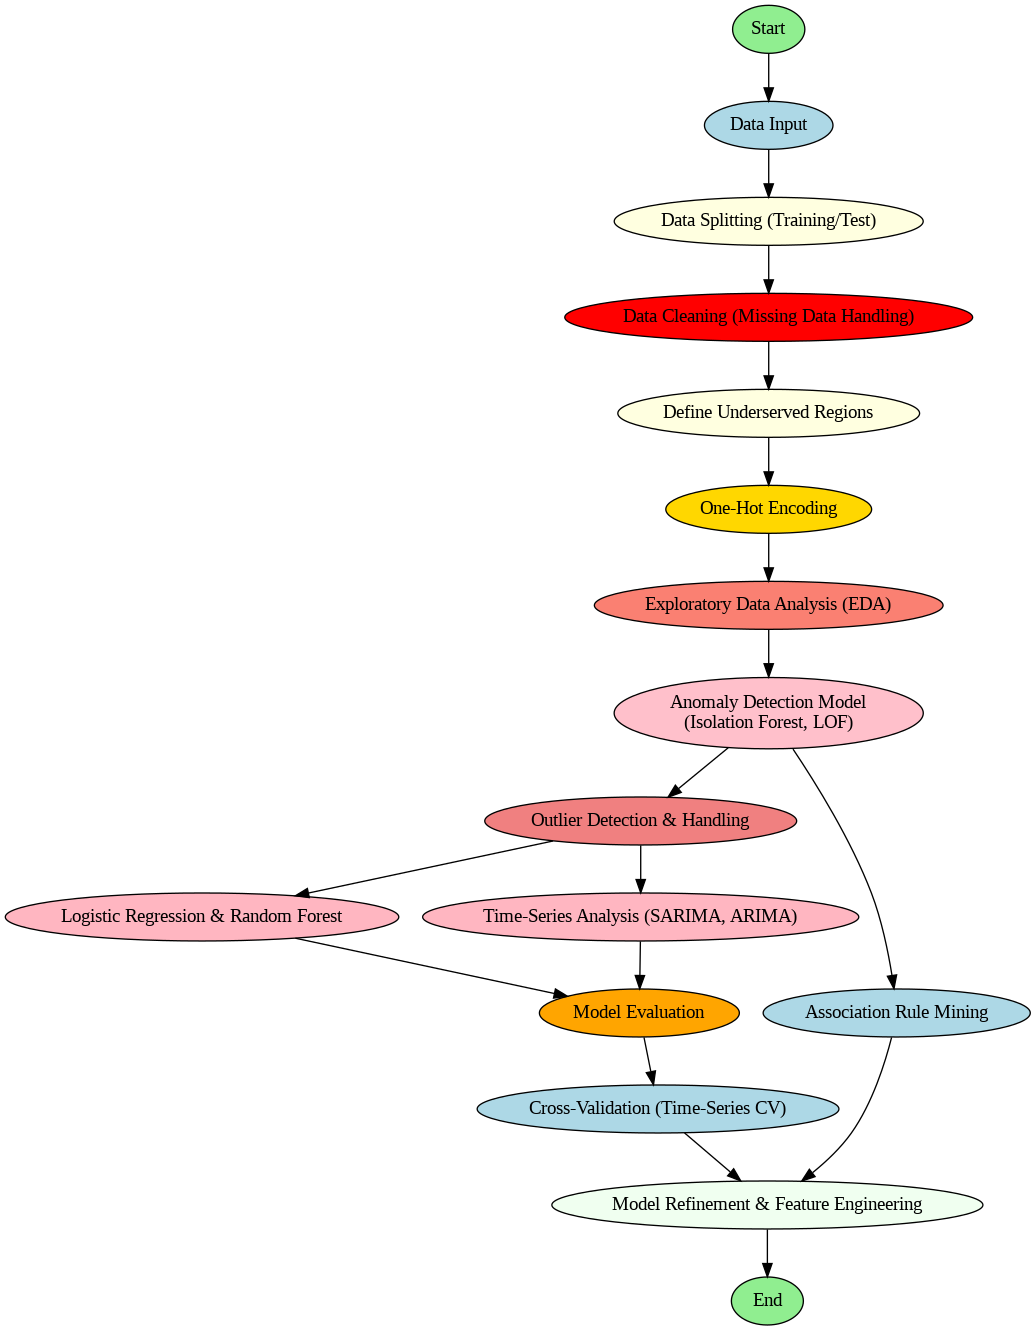 Start
Data Input
Data Splitting (Training/Test)
Data Cleaning (Missing Data Handling)
Define Underserved Regions
One-Hot Encoding
Exploratory Data Analysis (EDA)
Anomaly Detection Model
(Isolation Forest, LOF)
Outlier Detection & Handling
Logistic Regression & Random Forest
Time-Series Analysis (SARIMA, ARIMA)
Model Evaluation
Association Rule Mining
Cross-Validation (Time-Series CV)
Model Refinement & Feature Engineering
End